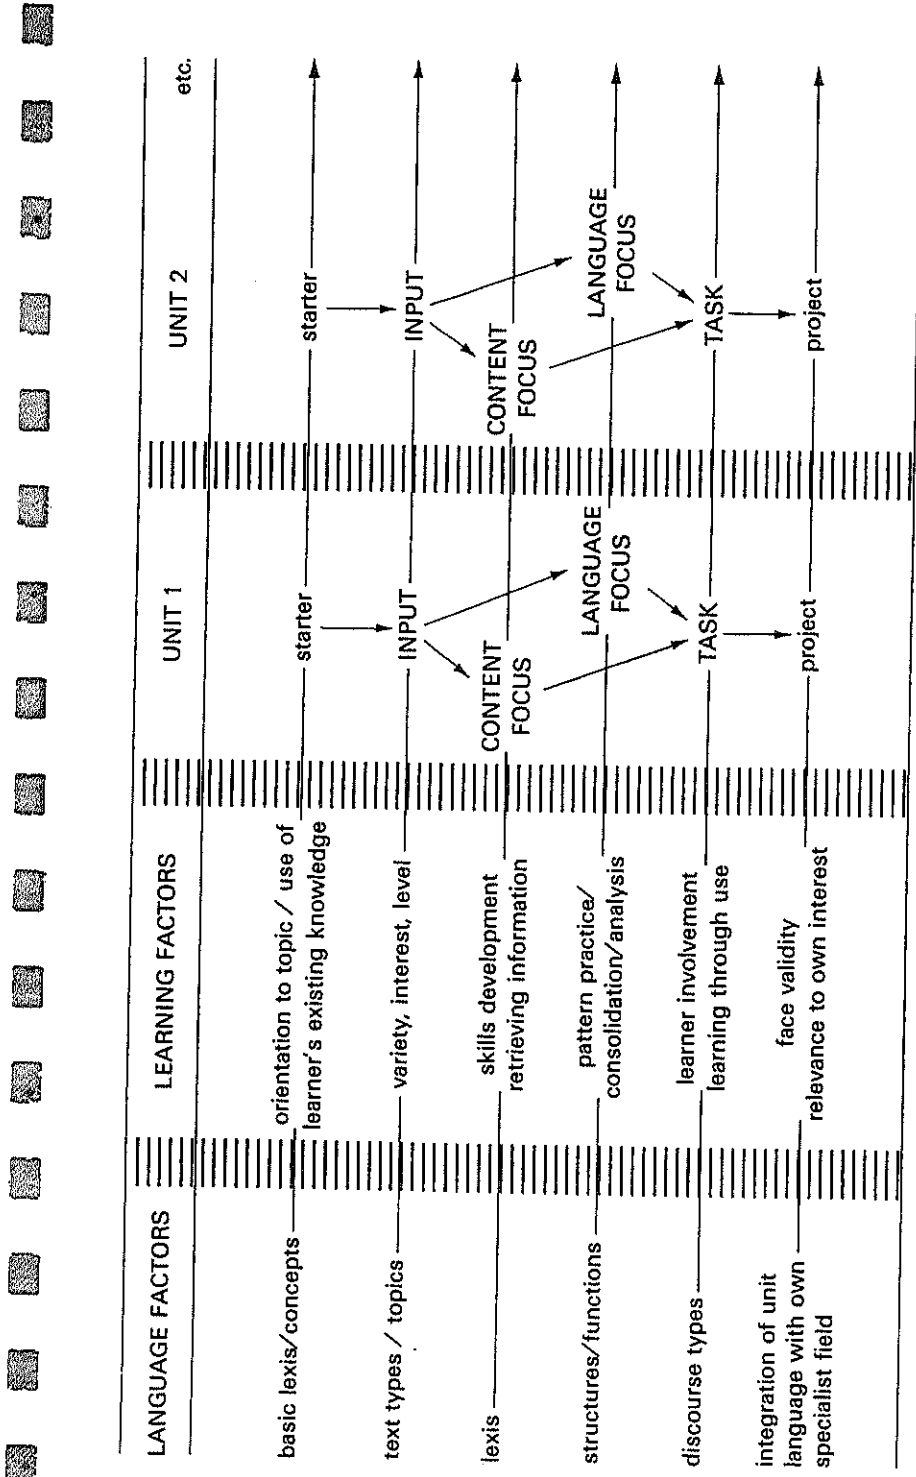 LANGUAGE FACTORS
LEARNING FACTORS
UNIT 1
UNIT 2
etc.
basic lexis/concepts
orientation to topic / use of
learner's existing knowledge
starter
starter
text types / topics
variety, interest, level
INPUT
INPUT
lexis
skills development
retrieving information
CONTENT
FOCUS
CONTENT
FOCUS
structures/functions
pattern practice/
consolidation/analysis
LANGUAGE
FOCUS
LANGUAGE
FOCUS
discourse types
learner involvement
learning through use
TASK
TASK
integration of unit
language with own
specialist field
face validity
relevance to own interest
project
project